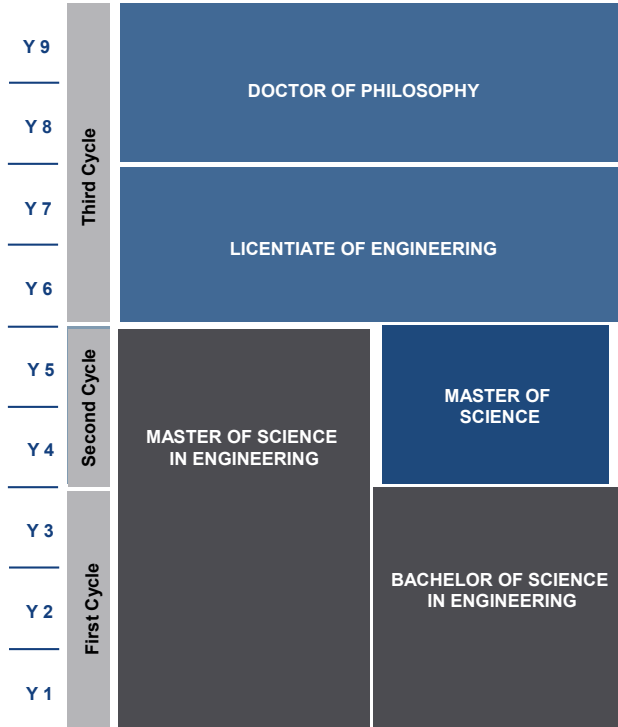 Y 9
Y 8
Y 7
Y 6
Y 5
Y 4
Y 3
Y 2
Y 1
Third Cycle
Second Cycle
First Cycle
DOCTOR OF PHILOSOPHY
LICENTIATE OF ENGINEERING
MASTER OF SCIENCE
IN ENGINEERING
MASTER OF
SCIENCE
BACHELOR OF SCIENCE
IN ENGINEERING